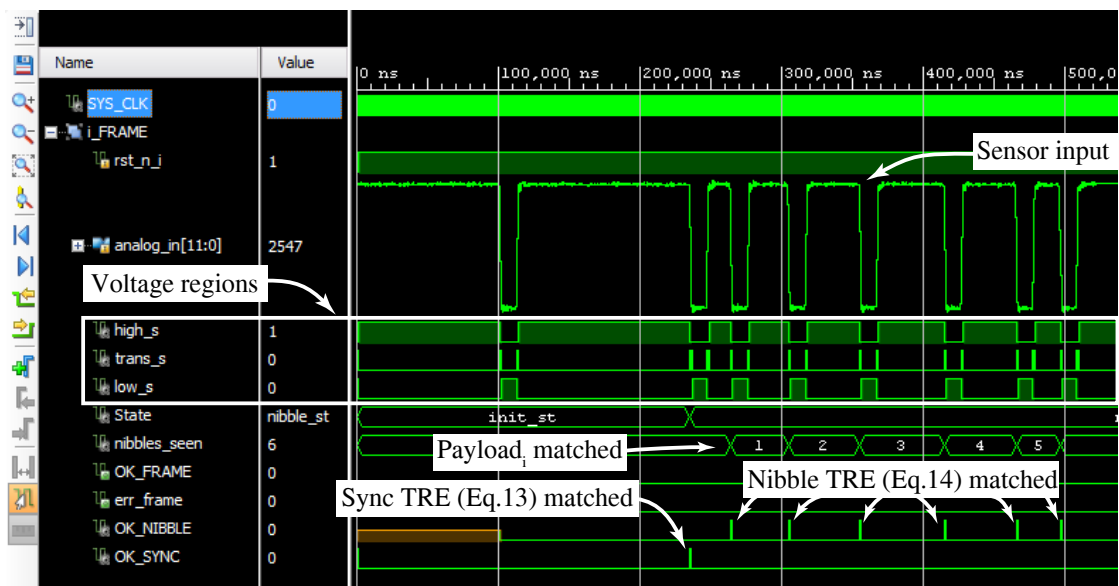 Name
Value
0 ns
100,000 ns
200,000 ns
300,000 ns
400,000 ns
500,0
SYS_CLK
0
i_FRAME
rst_n_i
1
Sensor input
analog_in[11:0]
2547
Voltage regions
high_s
1
trans_s
0
low_s
0
State
nibble_st
init_st
nibbles_seen
6
1
2
3
4
5
Payloadi matched
OK_FRAME
0
Nibble TRE (Eq.14) matched
err_frame
0
Sync TRE (Eq.13) matched
OK_NIBBLE
0
OK_SYNC
0